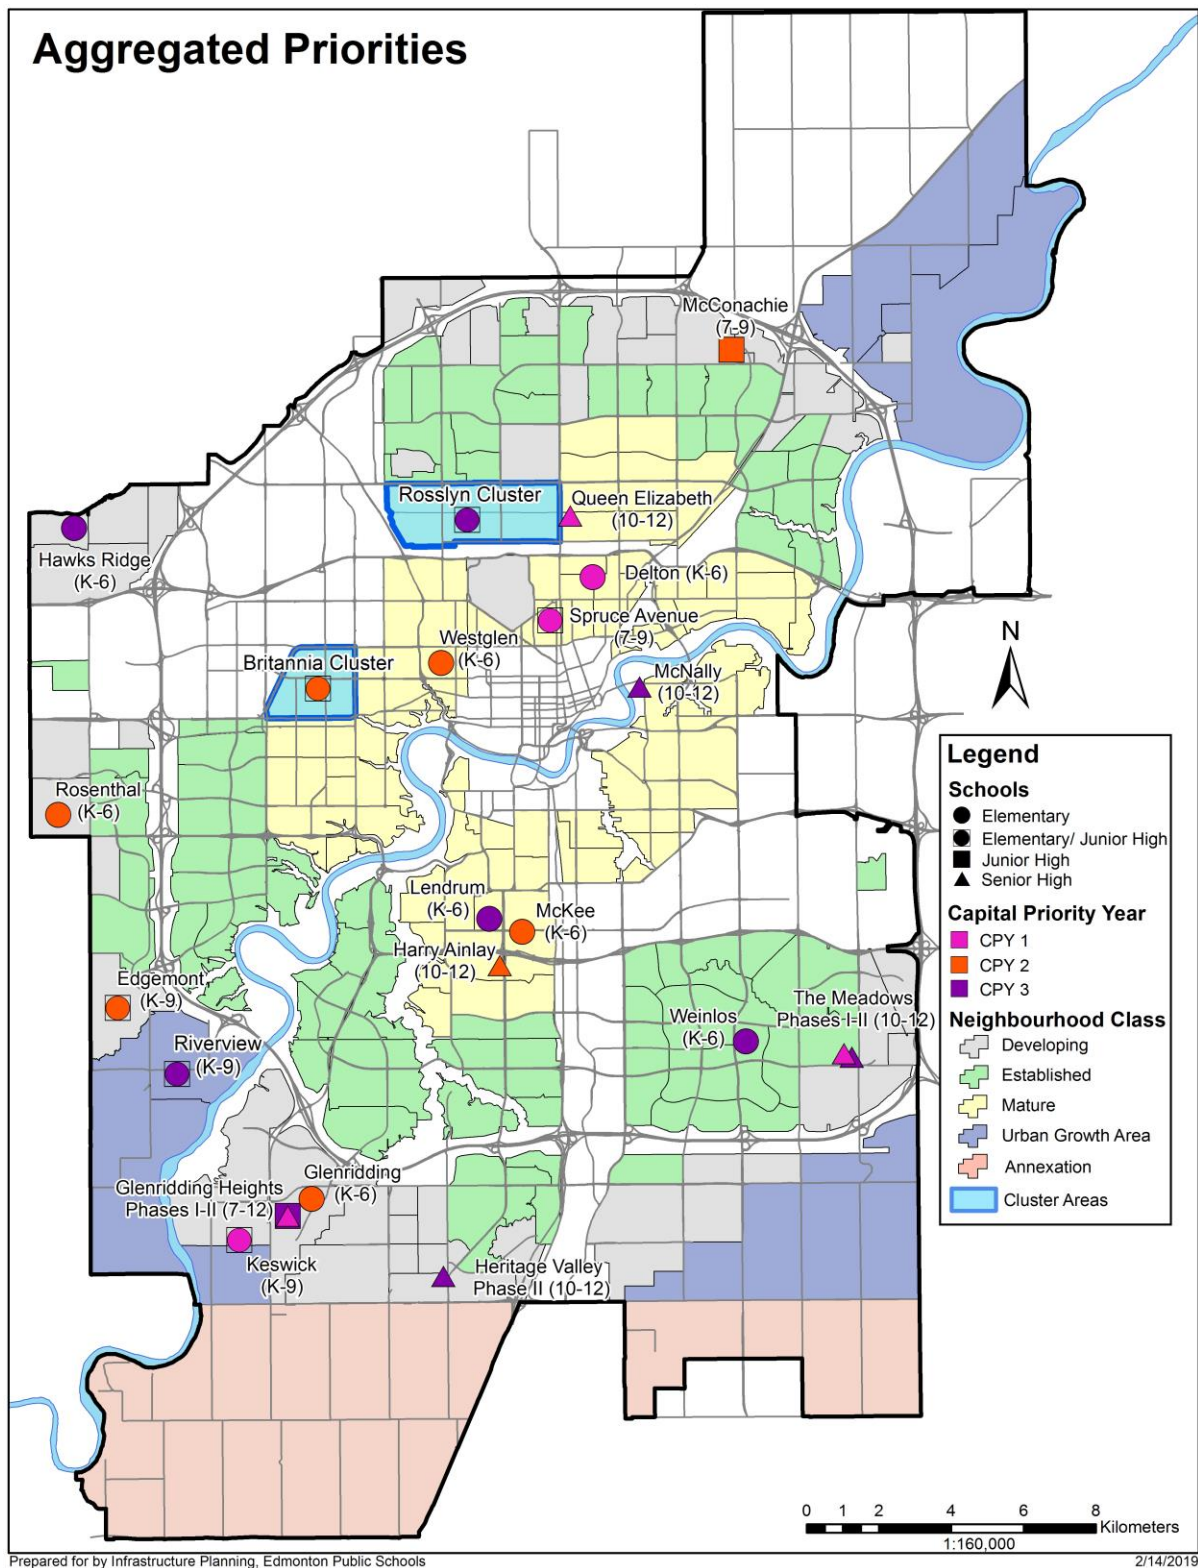 Aggregated Priorities
McConachie
(7-9)
Rosslyn Cluster
Queen Elizabeth
(10-12)
Hawks Ridge
(K-6)
Delton (K-6)
Spruce Avenue
(7-9)
Westglen
(K-6)
Britannia Cluster
McNally
(10-12)
N
Rosenthal
(K-6)
Lendrum
(K-6)
McKee
(K-6)
Harry Ainlay
(10-12)
Edgemont
(K-9)
Riverview
(K-9)
Weinlos
(K-6)
The Meadows
Phases I-II (10-12)
Glenridding
(K-6)
Glenridding Heights
Phases I-II (7-12)
Keswick
(K-9)
Heritage Valley
Phase II (10-12)
Legend
Schools
Elementary
Elementary/ Junior High
Junior High
Senior High
Capital Priority Year
CPY 1
CPY 2
CPY 3
Neighbourhood Class
Developing
Established
Mature
Urban Growth Area
Annexation
Cluster Areas
0 1 2 4 6 8
Kilometers
1:160,000
Prepared for by Infrastructure Planning, Edmonton Public Schools
2/14/2019